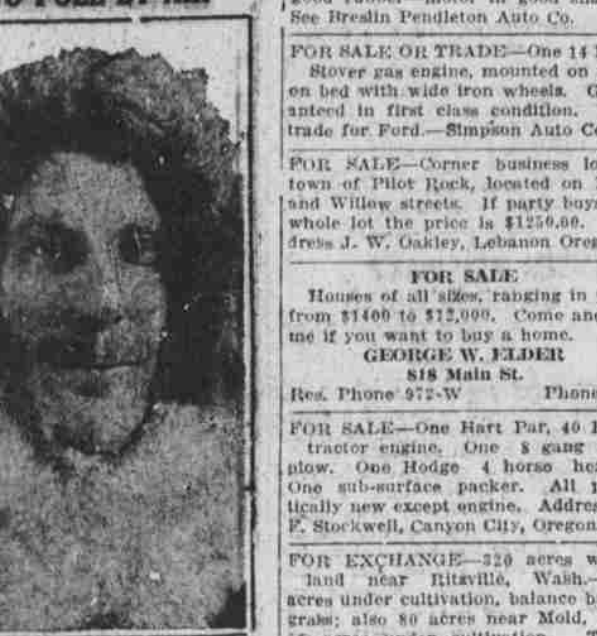 See Breslin Pendleton Auto Co.
FOR SALE OR TRADE—One 14
Stover gas engine, mounted on
on bed with wide iron wheels. G
anteed in first class condition.
trade for Ford.—Simpson Auto Co
FOR SALE—Corner business lo
town of Pilot Rock, located on
and Willow streets. If party buys
whole lot the price is $1250.00.
dress J. W. Oakley, Lebanon Oreg
FOR SALE
Houses of all sizes, ranging in
from $1400 to $12,000. Come and
me if you want to buy a home.
GEORGE W. ELDER
818 Main St.
Res. Phone 972-W Phone
FOR SALE—One Hart Par, 40
tractor engine. One 8 gang
plow. One Hodge 4 horse hea
One sub-surface packer. All
tically new except engine. Addres
F. Stockwell, Canyon City, Oregon
FOR EXCHANGE—320 acres w
land near Ritzville, Wash.—
acres under cultivation, balance b
grass; also 80 acres near Mold,